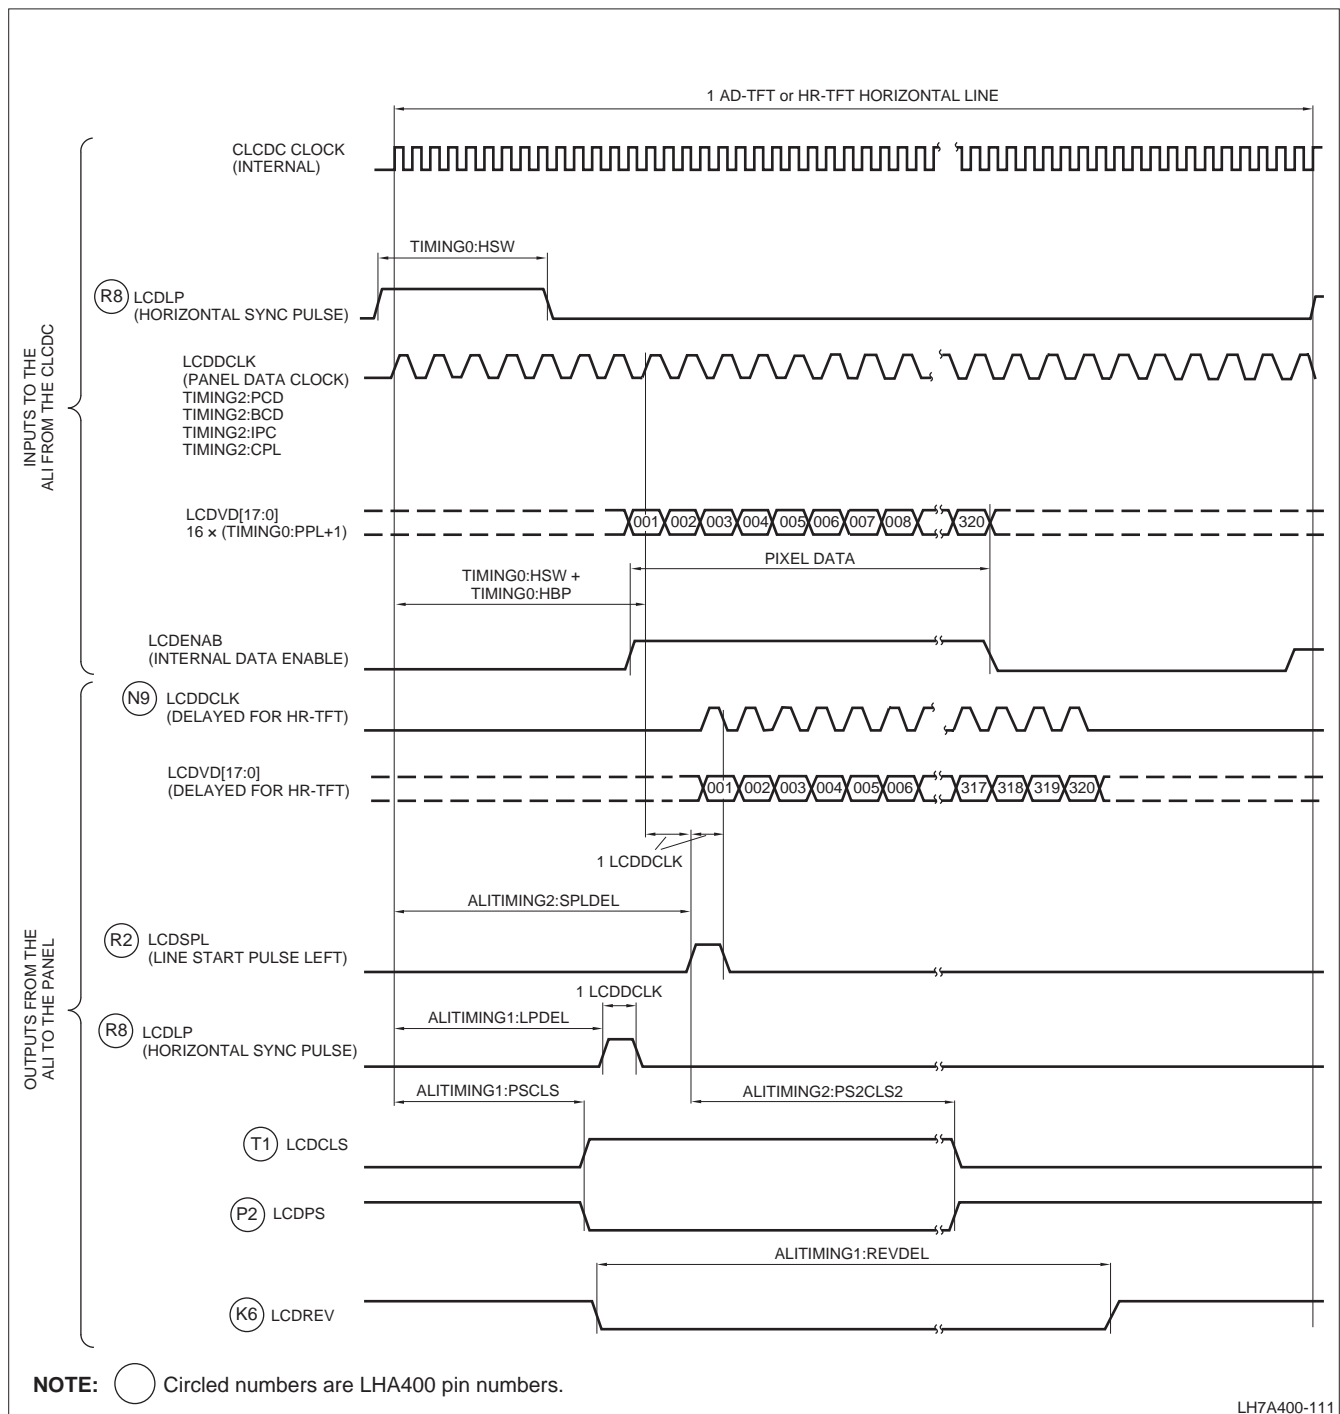 1 AD-TFT or HR-TFT HORIZONTAL LINE
CLCDC CLOCK
(INTERNAL)
TIMING0:HSW
R8 LCDLP
(HORIZONTAL SYNC PULSE)
INPUTS TO THE
ALI FROM THE CLCDC
LCDDCLK
(PANEL DATA CLOCK)
TIMING2:PCD
TIMING2:BCD
TIMING2:IPC
TIMING2:CPL
LCDVD[17:0]
16 × (TIMING0:PPL+1)
001 002 003 004 005 006 007 008 320
PIXEL DATA
TIMING0:HSW +
TIMING0:HBP
LCDENAB
(INTERNAL DATA ENABLE)
N9 LCDDCLK
(DELAYED FOR HR-TFT)
LCDVD[17:0]
(DELAYED FOR HR-TFT)
001 002 003 004 005 006 317 318 319 320
1 LCDDCLK
ALITIMING2:SPLDEL
OUTPUTS FROM THE
ALI TO THE PANEL
R2 LCDSPL
(LINE START PULSE LEFT)
1 LCDDCLK
ALITIMING1:LPDEL
R8 LCDLP
(HORIZONTAL SYNC PULSE)
ALITIMING1:PSCLS
ALITIMING2:PS2CLS2
T1 LCDCLS
P2 LCDPS
ALITIMING1:REVDEL
K6 LCDREV
NOTE: Circled numbers are LHA400 pin numbers.
LH7A400-111